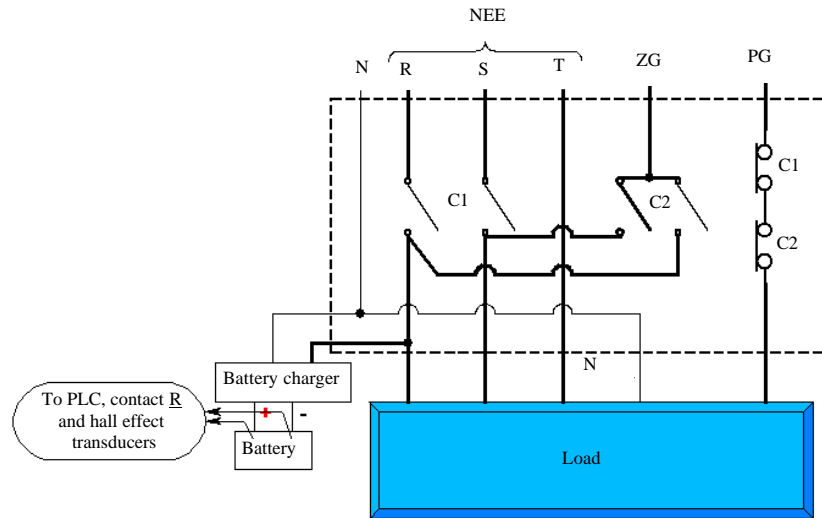 NEE
N
R
S
T
ZG
PG
C1
C2
C1
C2
N
Battery charger
To PLC, contact R
and hall effect
transducers
+
-
Battery
Load